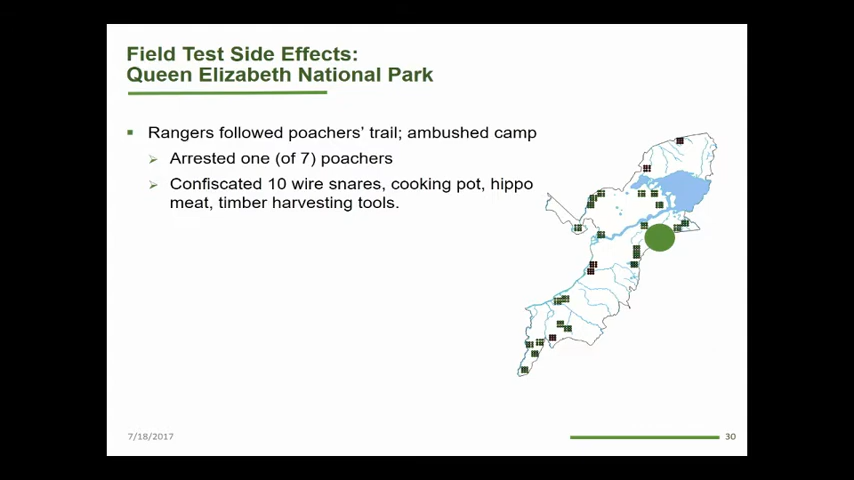 Field Test Side Effects:
Queen Elizabeth National Park
Rangers followed poachers' trail; ambushed camp
Arrested one (of 7) poachers
Confiscated 10 wire snares, cooking pot, hippo
meat, timber harvesting tools.
7/18/2017
30